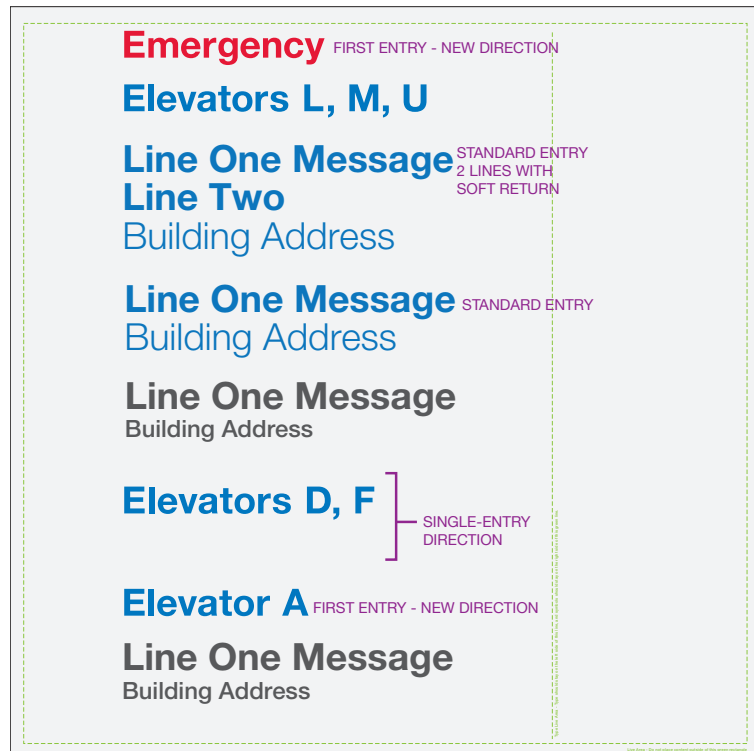 Emergency FIRST ENTRY - NEW DIRECTION
Elevators L, M, U
Line One Message STANDARD ENTRY
2 LINES WITH
SOFT RETURN
Line Two
Building Address
Line One Message STANDARD ENTRY
Building Address
Line One Message
Building Address
Elevators D, F
SINGLE-ENTRY
DIRECTION
Elevator A FIRST ENTRY - NEW DIRECTION
Line One Message
Building Address